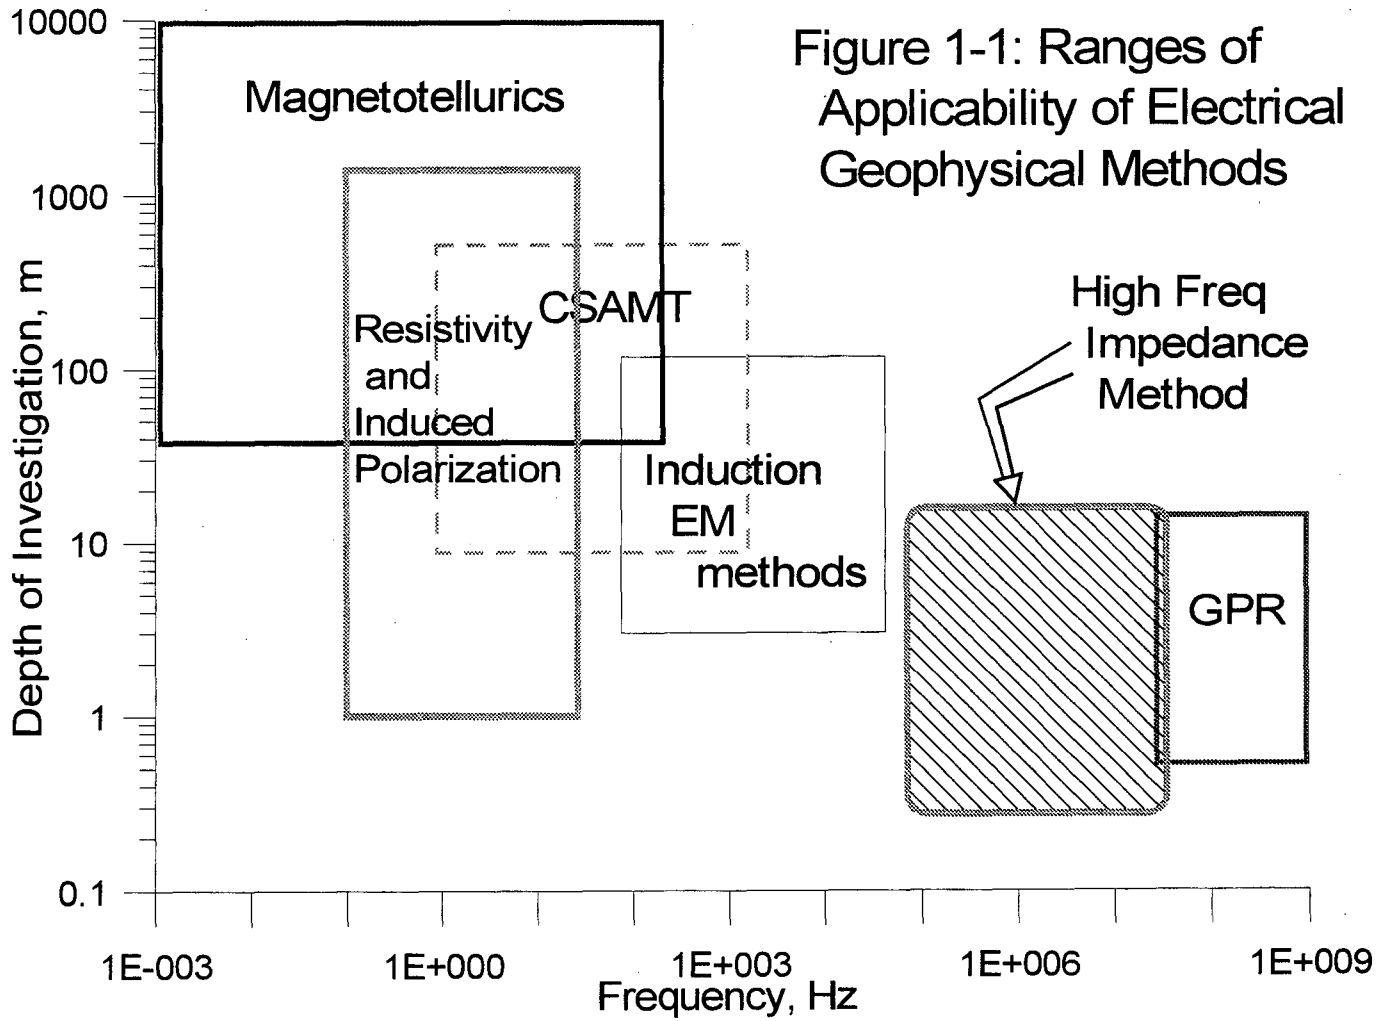 Figure 1-1: Ranges of
Applicability of Electrical
Geophysical Methods
10000
1000
100
10
1
0.1
Depth of Investigation, m
Magnetotellurics
CSAMT
Resistivity
and
Induced
Polarization
Induction
EM
methods
High Freq
Impedance
Method
GPR
1E-003
1E+000
1E+003
1E+006
1E+009
Frequency, Hz